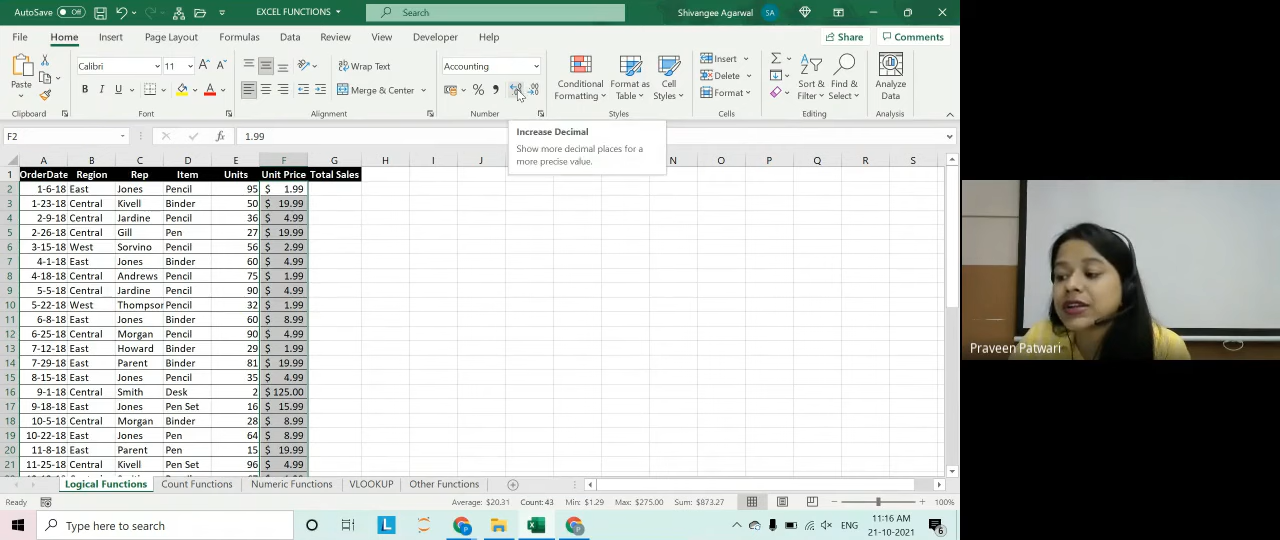 AutoSave Off EXCEL FUNCTIONS Search Shivangee Agarwal SA
File Home Insert Page Layout Formulas Data Review View Developer Help Share Comments
Paste Calibri 11 A A Wrap Text Accounting Conditional Formatting Format as Table Cell Styles Insert Sort & Filter Find & Select Analyze Data
B I U A Merge & Center % , Delete
Format
Clipboard Font Alignment Number Styles Cells Editing Analysis
F2 fx 1.99
Increase Decimal
Show more decimal places for a
more precise value.
A B C D E F G H I J N O P Q R S
1 OrderDate Region Rep Item Units Unit Price Total Sales
2 1-6-18 East Jones Pencil 95 $ 1.99
3 1-23-18 Central Kivell Binder 50 $ 19.99
4 2-9-18 Central Jardine Pencil 36 $ 4.99
5 2-26-18 Central Gill Pen 27 $ 19.99
6 3-15-18 West Sorvino Pencil 56 $ 2.99
7 4-1-18 East Jones Binder 60 $ 4.99
8 4-18-18 Central Andrews Pencil 75 $ 1.99
9 5-5-18 Central Jardine Pencil 90 $ 4.99
10 5-22-18 West Thompsor Pencil 32 $ 1.99
11 6-8-18 East Jones Binder 60 $ 8.99
12 6-25-18 Central Morgan Pencil 90 $ 4.99
13 7-12-18 East Howard Binder 29 $ 1.99
14 7-29-18 East Parent Binder 81 $ 19.99
15 8-15-18 East Jones Pencil 35 $ 4.99
16 9-1-18 Central Smith Desk 2 $ 125.00
17 9-18-18 East Jones Pen Set 16 $ 15.99
18 10-5-18 Central Morgan Binder 28 $ 8.99
19 10-22-18 East Jones Pen 64 $ 8.99
20 11-8-18 East Parent Pen 15 $ 19.99
21 11-25-18 Central Kivell Pen Set 96 $ 4.99
Logical Functions Count Functions Numeric Functions VLOOKUP Other Functions
Ready Average: $20.31 Count: 43 Min: $1.29 Max: $275.00 Sum: $873.27 100%
Type here to search L ENG 11:16 AM
21-10-2021 6
Praveen Patwari